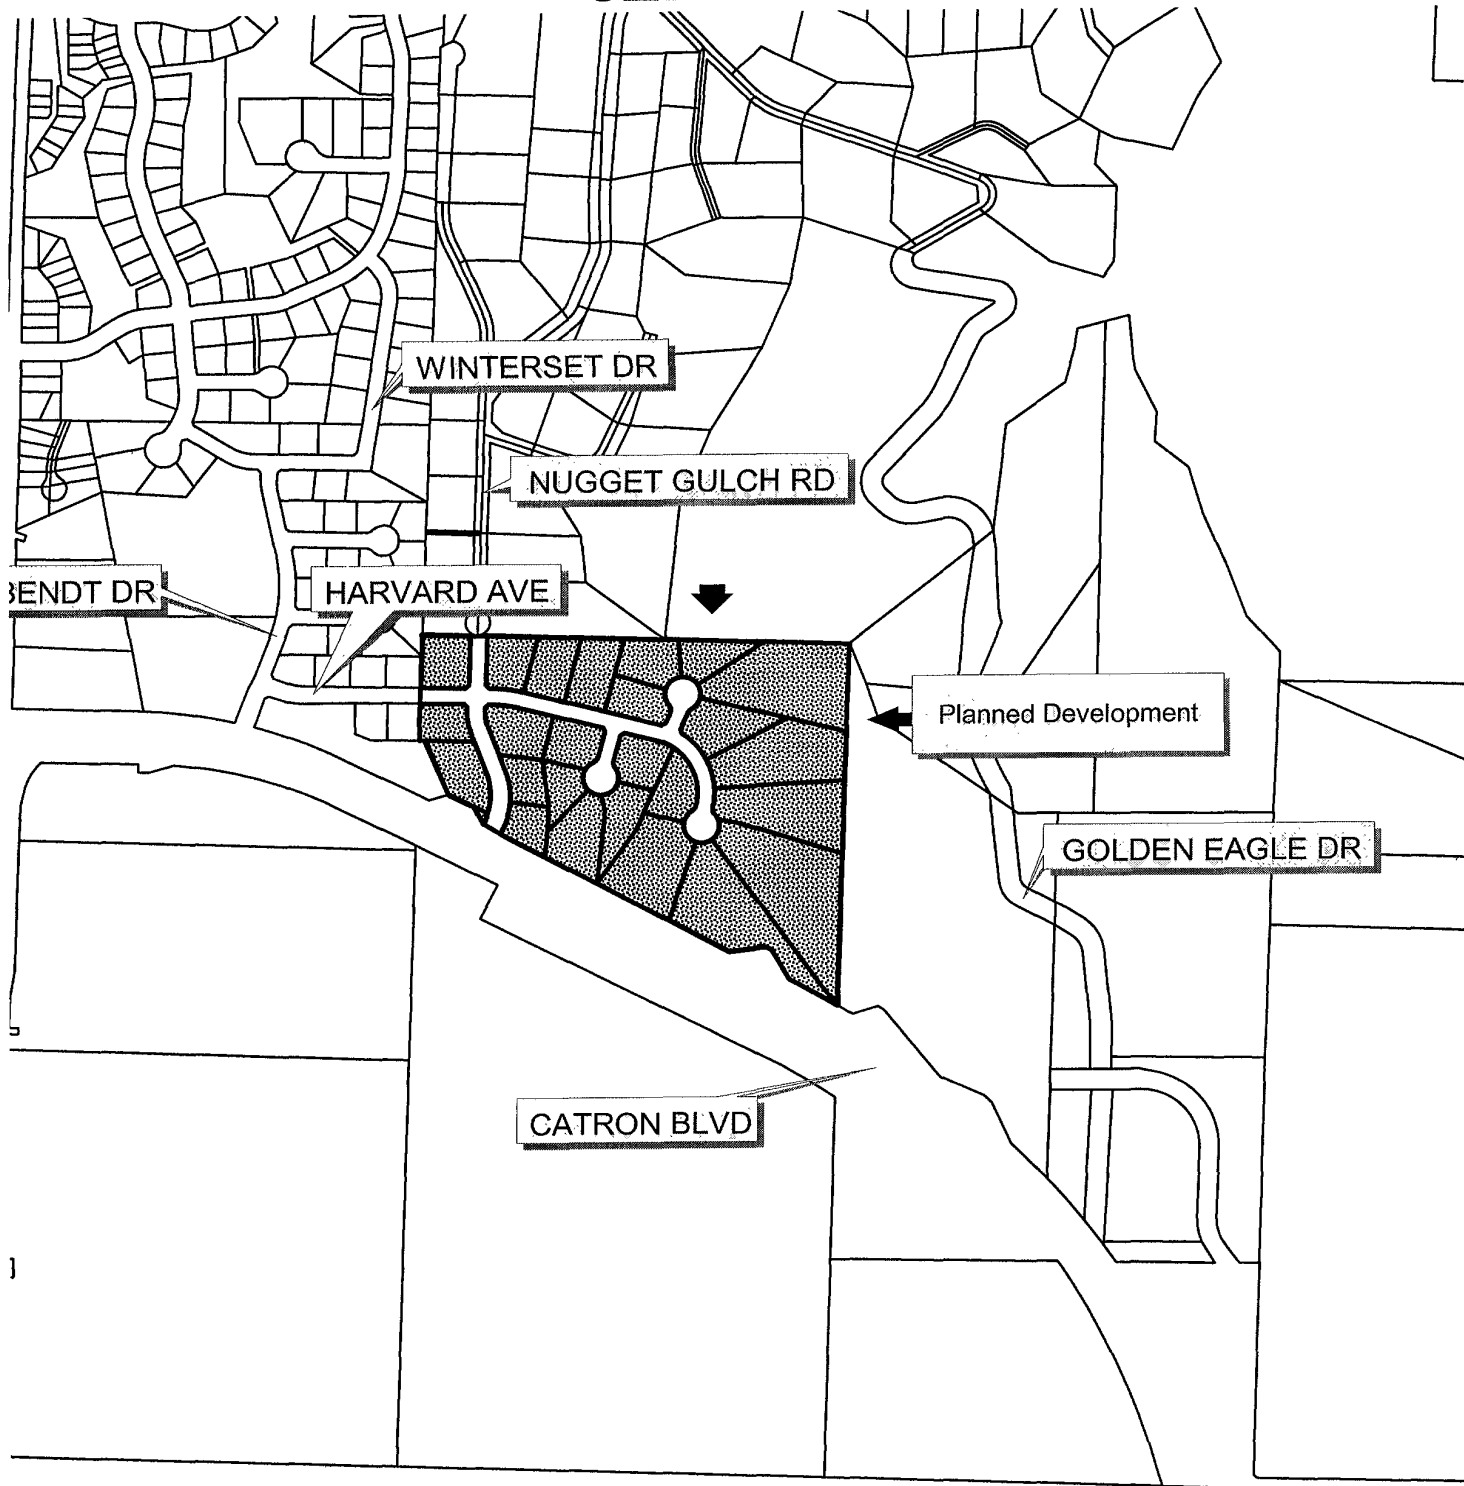 WINTERSET DR
NUGGET GULCH RD
BENDT DR
HARVARD AVE
Planned Development
GOLDEN EAGLE DR
CATRON BLVD